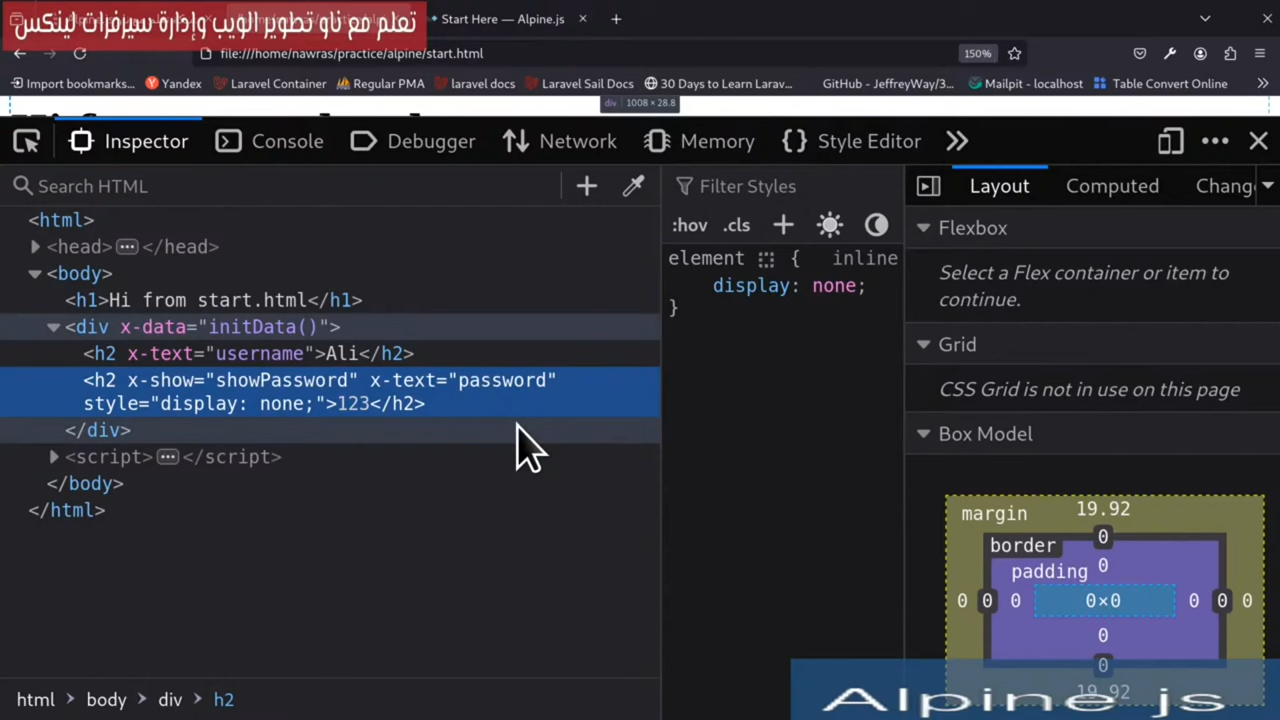 تعلم مع ناو تطوير الويب وإدارة سيرفرات لينكس
Start Here — Alpine.js
file:///home/nawras/practice/alpine/start.html
150%
Import bookmarks...
Yandex
Laravel Container
Regular PMA
laravel docs
Laravel Sail Docs
30 Days to Learn Larav...
GitHub - JeffreyWay/3...
Mailpit - localhost
Table Convert Online
div 1008 × 28.8
Inspector
Console
Debugger
Network
Memory
Style Editor
Search HTML
Filter Styles
Layout
Computed
Chang
:hov .cls
<html>
<head> </head>
<body>
<h1>Hi from start.html</h1>
<div x-data="initData()">
<h2 x-text="username">Ali</h2>
<h2 x-show="showPassword" x-text="password"
style="display: none;">123</h2>
</div>
<script> </script>
</body>
</html>
element { inline
display: none;
}
Flexbox
Select a Flex container or item to
continue.
Grid
CSS Grid is not in use on this page
Box Model
margin 19.92
border 0
padding 0
0 0 0 0×0 0 0 0
0
0
19.92
html > body > div > h2
Alpine js